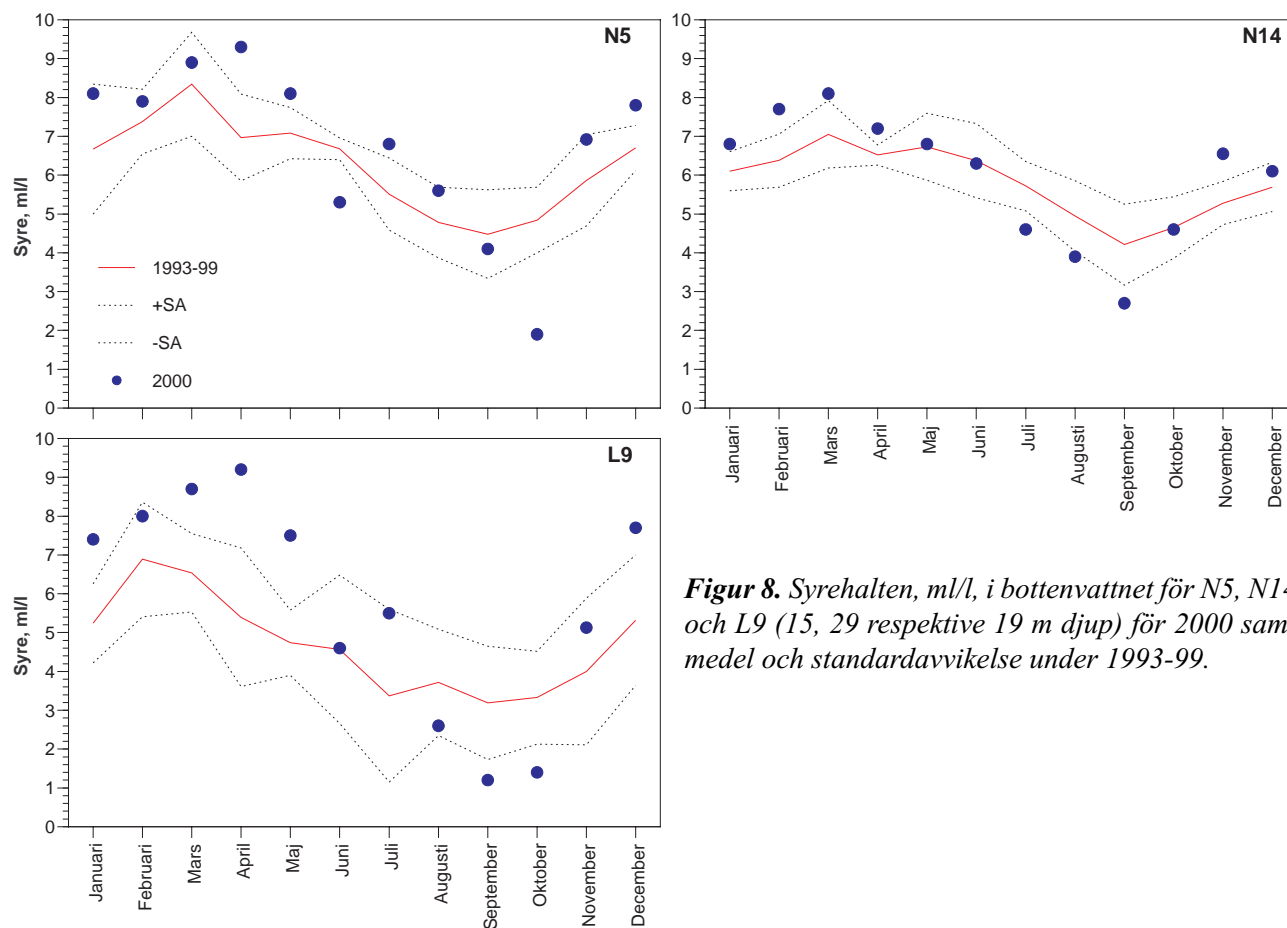 10
9
8
7
6
5
4
3
2
1
0
Syre, ml/l
N5
1993-99
+SA
-SA
2000
10
9
8
7
6
5
4
3
2
1
0
N14
Januari
Februari
Mars
April
Maj
Juni
Juli
Augusti
September
Oktober
November
December
10
9
8
7
6
5
4
3
2
1
0
Syre, ml/l
L9
Januari
Februari
Mars
April
Maj
Juni
Juli
Augusti
September
Oktober
November
December
Figur 8. Syrehalten, ml/l, i bottenvattnet för N5, N14
och L9 (15, 29 respektive 19 m djup) för 2000 sam
medel och standardavvikelse under 1993-99.